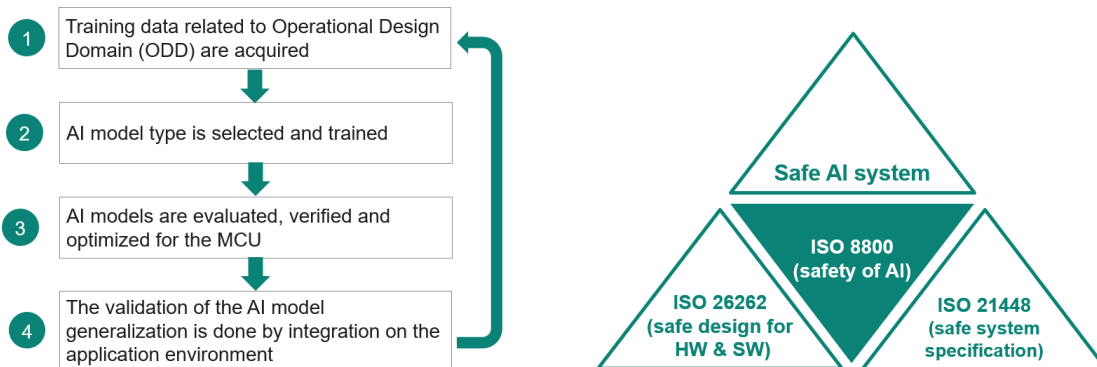 1
Training data related to Operational Design
Domain (ODD) are acquired
2
AI model type is selected and trained
3
AI models are evaluated, verified and
optimized for the MCU
4
The validation of the AI model
generalization is done by integration on the
application environment
Safe AI system
ISO 8800
(safety of AI)
ISO 26262
(safe design for
HW & SW)
ISO 21448
(safe system
specification)